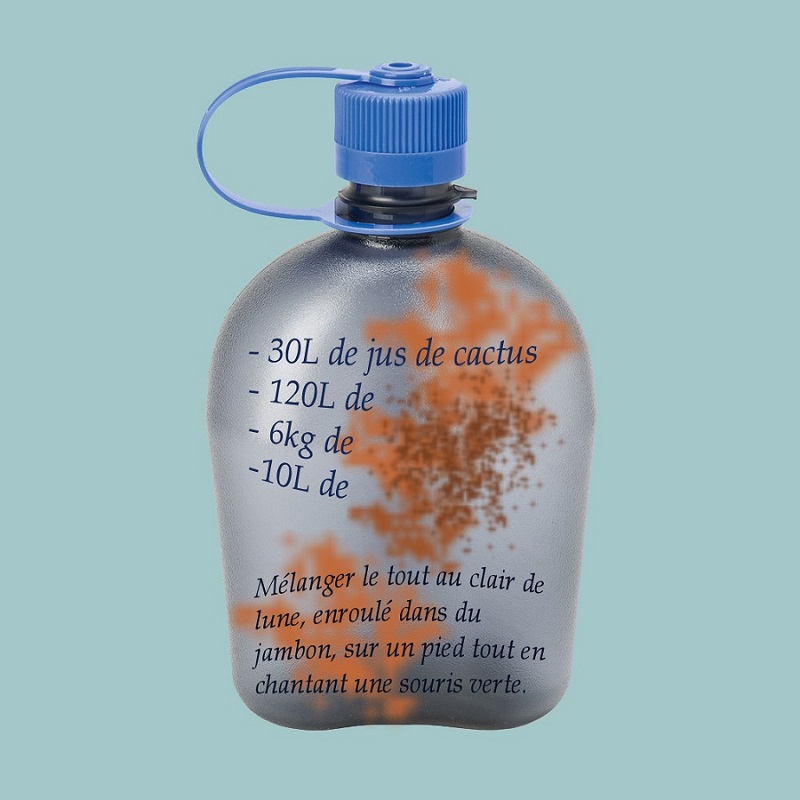 - 30L de jus de cactus
- 120L de
- 6kg de
-10L de
Mélanger le tout au clair de
lune, enroulé dans du
jambon, sur un pied tout en
chantant une souris verte.